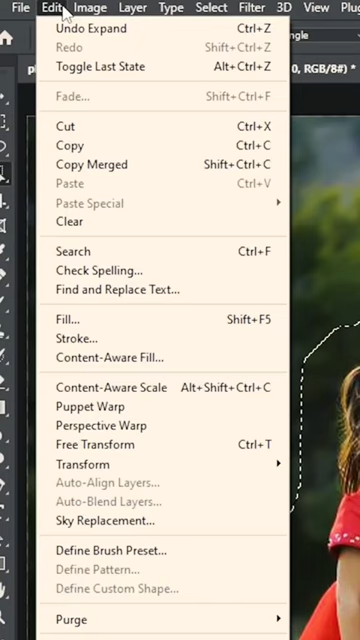 File Edit Image Layer Type Select Filter 3D View
Undo Expand Ctrl+Z
Redo Shift+Ctrl+Z
Toggle Last State Alt+Ctrl+Z
Fade... Shift+Ctrl+F
Cut Ctrl+X
Copy Ctrl+C
Copy Merged Shift+Ctrl+C
Paste Ctrl+V
Paste Special
Clear
Search Ctrl+F
Check Spelling...
Find and Replace Text...
Fill... Shift+F5
Stroke...
Content-Aware Fill...
Content-Aware Scale Alt+Shift+Ctrl+C
Puppet Warp
Perspective Warp
Free Transform Ctrl+T
Transform
Auto-Align Layers...
Auto-Blend Layers...
Sky Replacement...
Define Brush Preset...
Define Pattern...
Define Custom Shape...
Purge
0, RGB/8#) *